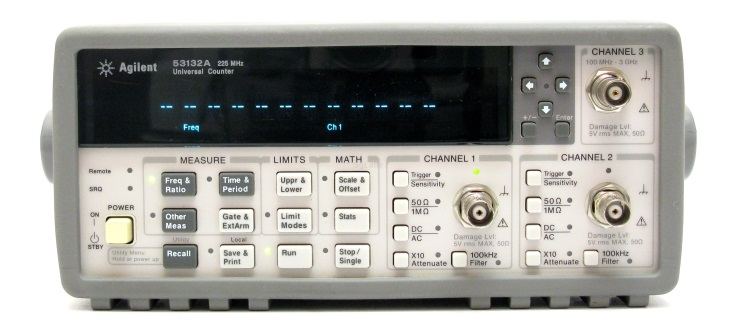 Agilent 53132A 225 MHz
Universal Counter
Freq Ch1
+/− Enter
CHANNEL 3
100 MHz - 3 GHz
Damage Lvl:
5V rms MAX, 50Ω
Remote
SRQ
POWER
ON
STBY
Utility Menu:
Hold at power up
MEASURE
Freq & Ratio
Time & Period
Other Meas
Gate & ExtArm
Utility
Recall
Local
Save & Print
LIMITS
Uppr & Lower
Limit Modes
Run
MATH
Scale & Offset
Stats
Stop/ Single
CHANNEL 1
Trigger
Sensitivity
50 Ω
1MΩ
DC
AC
X10
Attenuate
100kHz
Filter
Damage Lvl:
5V rms MAX, 50Ω
CHANNEL 2
Trigger
Sensitivity
50 Ω
1MΩ
DC
AC
X10
Attenuate
100kHz
Filter
Damage Lvl:
5V rms MAX, 50Ω